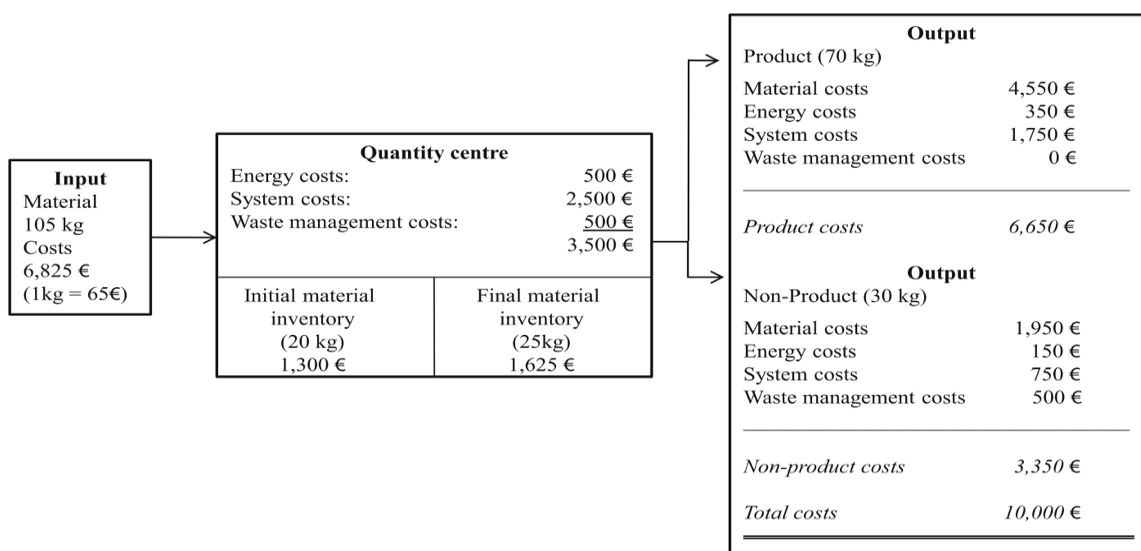 Input
Material
105 kg
Costs
6,825 €
(1kg = 65€)
Quantity centre
Energy costs: 500 €
System costs: 2,500 €
Waste management costs: 500 €
3,500 €
Initial material
inventory
(20 kg)
1,300 €
Final material
inventory
(25kg)
1,625 €
Output
Product (70 kg)
Material costs 4,550 €
Energy costs 350 €
System costs 1,750 €
Waste management costs 0 €
Product costs 6,650 €
Output
Non-Product (30 kg)
Material costs 1,950 €
Energy costs 150 €
System costs 750 €
Waste management costs 500 €
Non-product costs 3,350 €
Total costs 10,000 €